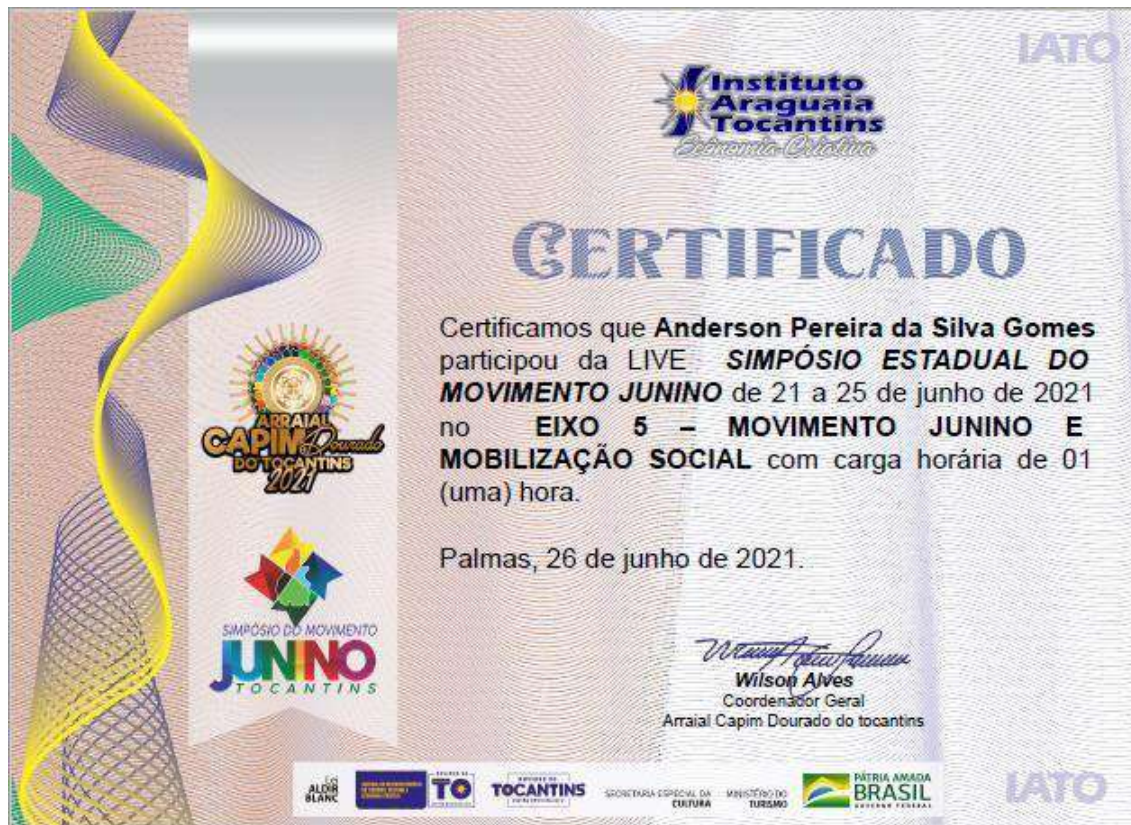 IATO
Instituto
Araguaia
Tocantins
Economia Criativa
CERTIFICADO
Certificamos que Anderson Pereira da Silva Gomes
participou da LIVE SIMPÓSIO ESTADUAL DO
MOVIMENTO JUNINO de 21 a 25 de junho de 2021
no EIXO 5 – MOVIMENTO JUNINO E
MOBILIZAÇÃO SOCIAL com carga horária de 01
(uma) hora.
Palmas, 26 de junho de 2021.
ARRAIAL
CAPIM Dourado
DO TOCANTINS
2021
SIMPÓSIO DO MOVIMENTO
JUNINO
TOCANTINS
Wilson Alves
Coordenador Geral
Arraial Capim Dourado do tocantins
Lei
ALDIR
BLANC
TO
TOCANTINS
SECRETARIA ESPECIAL DA
CULTURA
MINISTÉRIO DO
TURISMO
PÁTRIA AMADA
BRASIL
GOVERNO FEDERAL
IATO